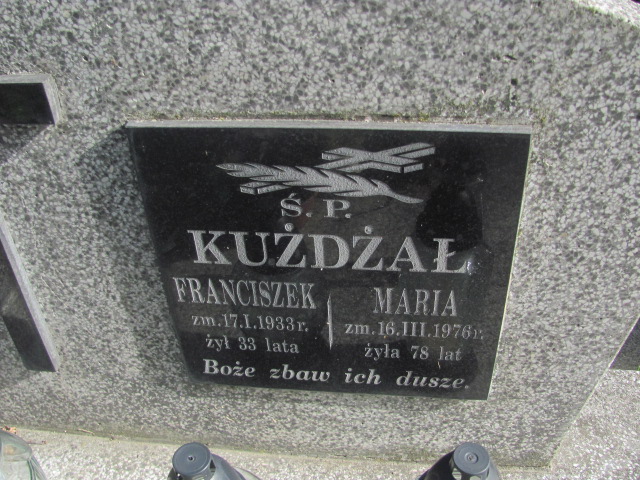 Ś. P.
KUŻDŻAŁ
FRANCISZEK
zm.17.I.1933r.
żył 33 lata
MARIA
zm.16.III.1976r.
żyła 78 lat
Boże zbaw ich dusze.